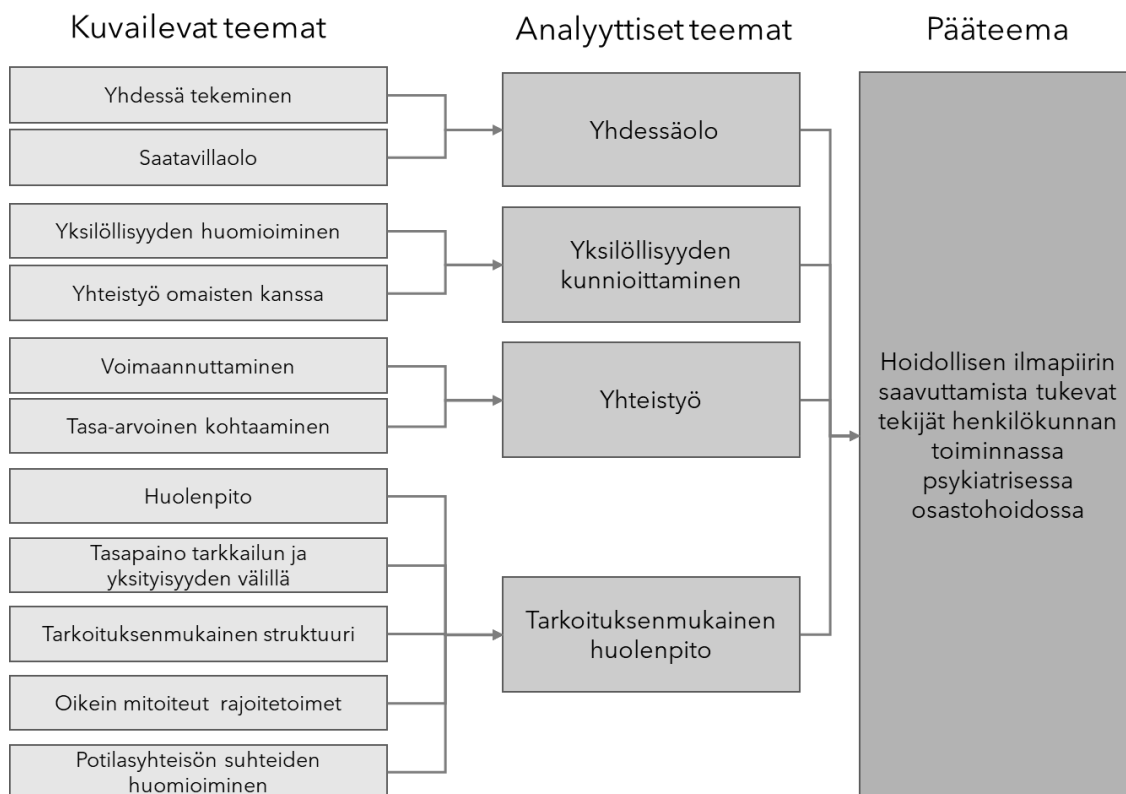 Kuvailevat teemat
Analyyttiset teemat
Pääteema
Yhdessä tekeminen
Saatavillaolo
Yhdessäolo
Yksilöllisyyden huomioiminen
Yhteistyö omaisten kanssa
Yksilöllisyyden
kunnioittaminen
Voimaannuttaminen
Tasa-arvoinen kohtaaminen
Yhteistyö
Huolenpito
Tasapaino tarkkailun ja
yksityisyyden välillä
Tarkoituksenmukainen struktuuri
Oikein mitoiteut rajoitetoimet
Potilasyhteisön suhteiden
huomioiminen
Tarkoituksenmukainen
huolenpito
Hoidollisen ilmapiirin
saavuttamista tukevat
tekijät henkilökunnan
toiminnassa
psykiatrisessa
osastohoidossa